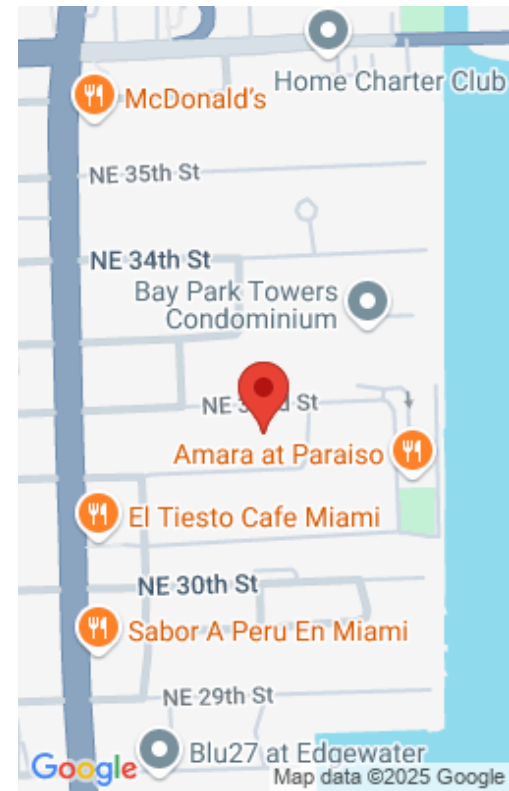 Home Charter Club
McDonald's
NE 35th St
NE 34th St
Bay Park Towers
Condominium
St
Amara at Paraiso
El Tiesto Cafe Miami
NE 30th St
Sabor A Peru En Miami
NE 29th St
Blu27 at Edgewater
Google
Map data ©2025 Google